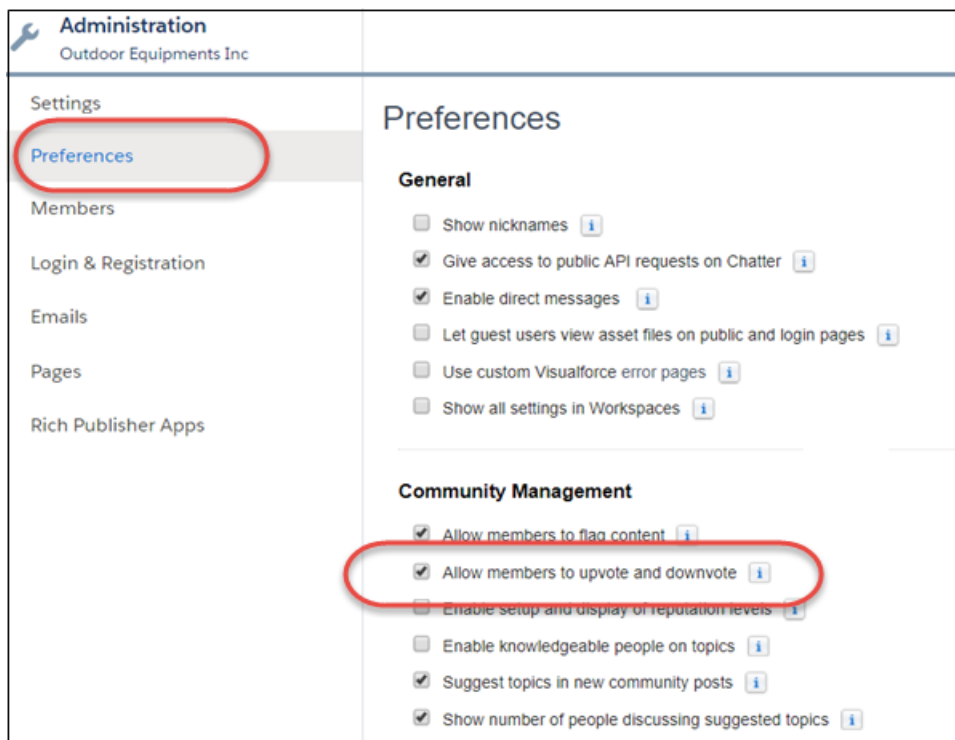 Administration
Outdoor Equipments Inc
Settings
Preferences
Members
Login & Registration
Emails
Pages
Rich Publisher Apps
Preferences
General
Show nicknames i
Give access to public API requests on Chatter i
Enable direct messages i
Let guest users view asset files on public and login pages i
Use custom Visualforce error pages i
Show all settings in Workspaces i
Community Management
Allow members to flag content i
Allow members to upvote and downvote i
Enable setup and display of reputation levels i
Enable knowledgeable people on topics i
Suggest topics in new community posts i
Show number of people discussing suggested topics i